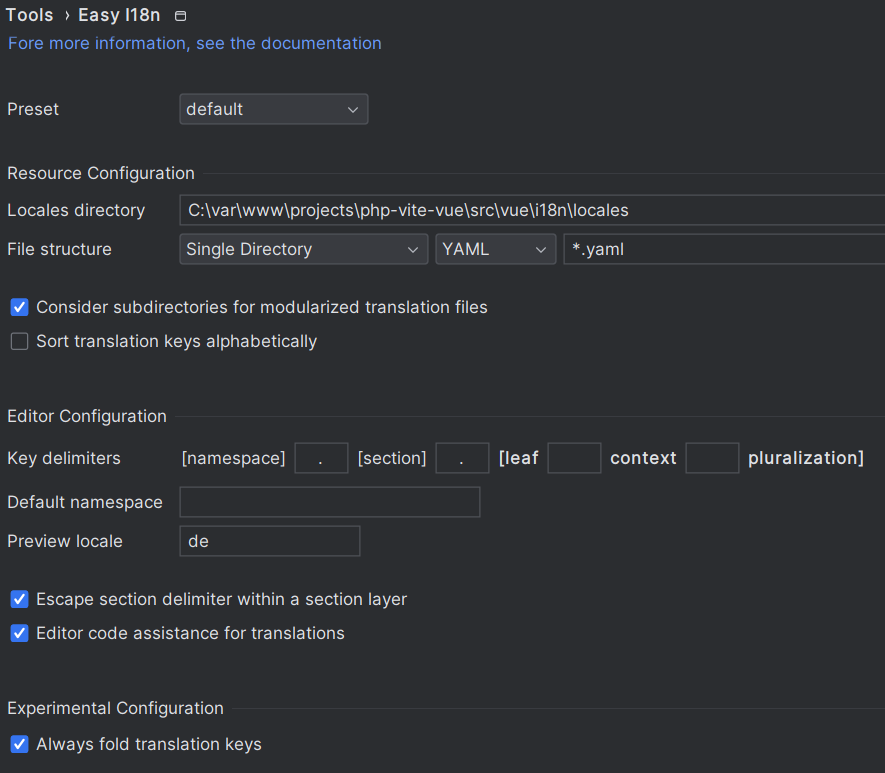 Tools › Easy I18n
Fore more information, see the documentation
Preset default
Resource Configuration
Locales directory C:\var\www\projects\php-vite-vue\src\vue\i18n\locales
File structure Single Directory YAML *.yaml
Consider subdirectories for modularized translation files
Sort translation keys alphabetically
Editor Configuration
Key delimiters [namespace] . [section] . [leaf context pluralization]
Default namespace
Preview locale de
Escape section delimiter within a section layer
Editor code assistance for translations
Experimental Configuration
Always fold translation keys